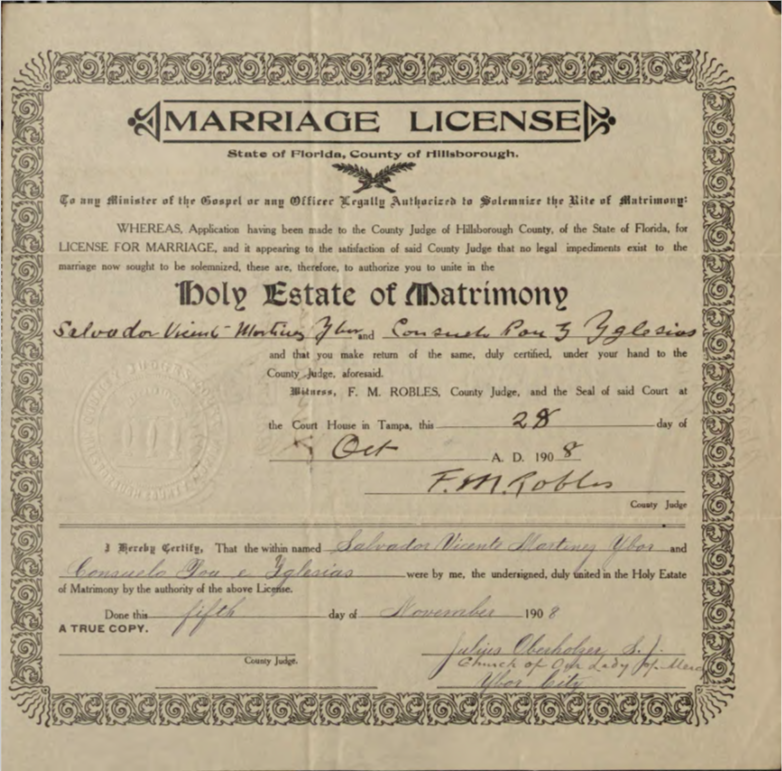 MARRIAGE LICENSE
State of Florida, County of Hillsborough.
To any Minister of the Gospel or any Officer Legally Authorized to Solemnize the Rite of Matrimony:
WHEREAS, Application having been made to the County Judge of Hillsborough County, of the State of Florida, for
LICENSE FOR MARRIAGE, and it appearing to the satisfaction of said County Judge that no legal impediments exist to the
marriage now sought to be solemnized, these are, therefore, to authorize you to unite in the
Holy Estate of Matrimony
Salvador Vicente Martinez Ybor and Consuelo Pou y Yglesias
and that you make return of the same, duly certified, under your hand to the
County Judge, aforesaid.
Witness, F. M. ROBLES, County Judge, and the Seal of said Court at
the Court House in Tampa, this 28 day of
Oct A. D. 1908
F. M. Robles
County Judge
I Hereby Certify, That the within named Salvador Vicente Martinez Ybor and
Consuelo Pou e Yglesias were by me, the undersigned, duly united in the Holy Estate
of Matrimony by the authority of the above License.
Done this fifth day of November 1908
A TRUE COPY.
Julius Oberholzer, S. J.
County Judge.
Church of Our Lady of Mercy
Ybor City